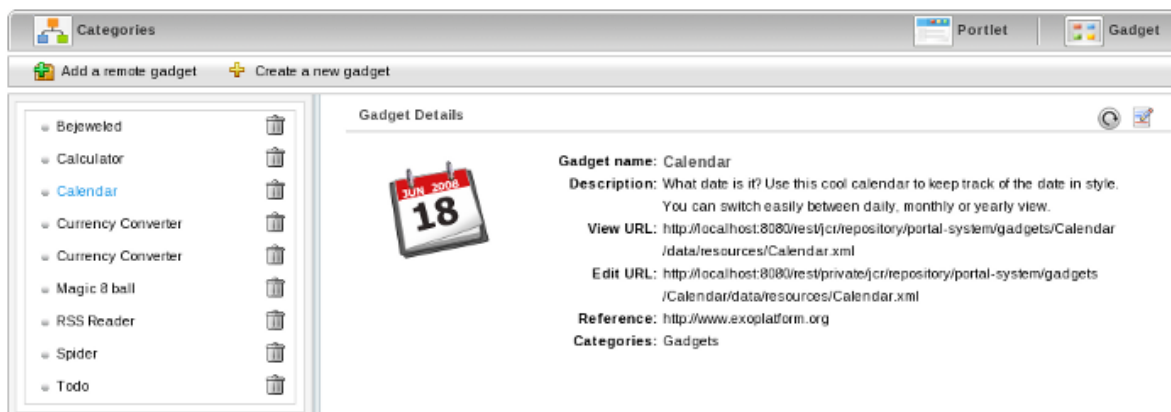 Categories
Portlet
Gadget
Add a remote gadget
Create a new gadget
Bejeweled
Calculator
Calendar
Currency Converter
Currency Converter
Magic 8 ball
RSS Reader
Spider
Todo
Gadget Details
JUN 2008
18
Gadget name: Calendar
Description: What date is it? Use this cool calendar to keep track of the date in style.
You can switch easily between daily, monthly or yearly view.
View URL: http://localhost:8080/rest/jcr/repository/portal-system/gadgets/Calendar
/data/resources/Calendar.xml
Edit URL: http://localhost:8080/rest/private/jcr/repository/portal-system/gadgets
/Calendar/data/resources/Calendar.xml
Reference: http://www.exoplatform.org
Categories: Gadgets